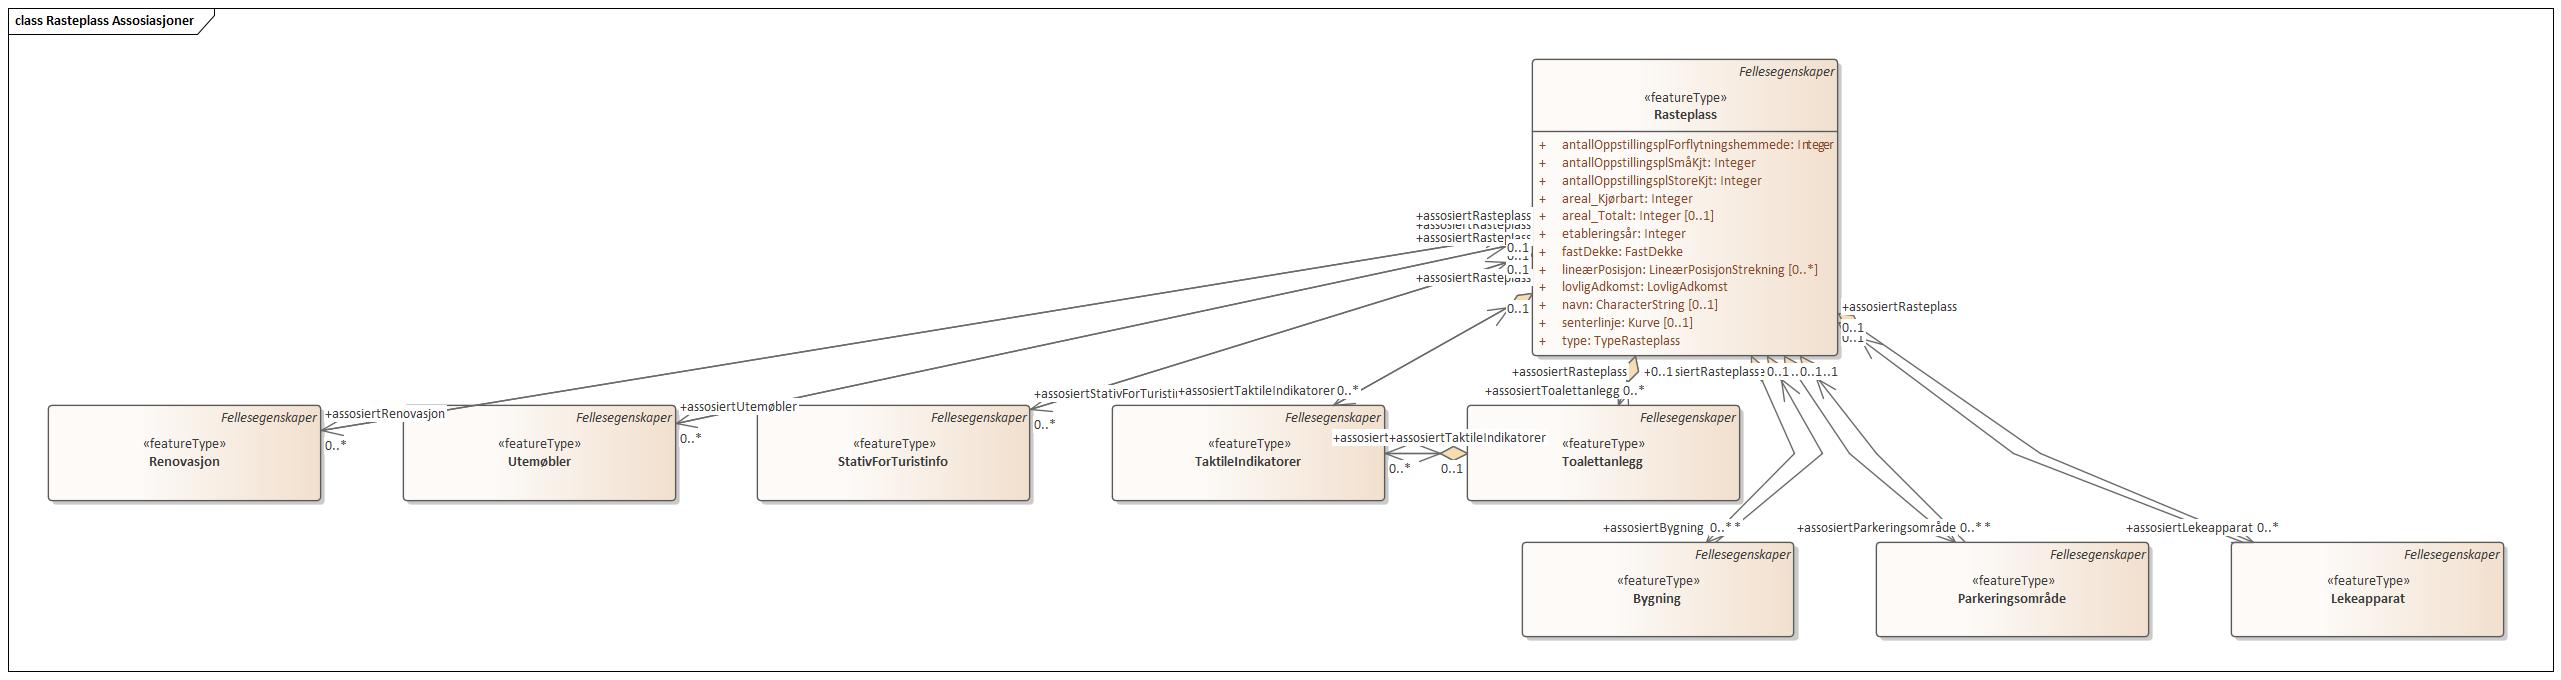 class Rasteplass Assosiasjoner
Fellesegenskaper
«featureType»
Rasteplass
+ antallOppstillingsplForflytningshemmede: Integer
+ antallOppstillingsplSmåKjt: Integer
+ antallOppstillingsplStoreKjt: Integer
+ areal_Kjørbart: Integer
+ areal_Totalt: Integer [0..1]
+ etableringsår: Integer
+ fastDekke: FastDekke
+ lineærPosisjon: LineærPosisjonStrekning [0..*]
+ lovligAdkomst: LovligAdkomst
+ navn: CharacterString [0..1]
+ senterlinje: Kurve [0..1]
+ type: TypeRasteplass
+assosiertRasteplass
+assosiertRasteplass
+assosiertRasteplass
0..1
0..1
0..1
+assosiertRasteplass
0..1
+assosiertRasteplass
0..1
0..1
+assosiertRasteplass
+0..1
siertRasteplass
0..1
..0..1
..1
+assosiertRenovasjon
0..*
+assosiertUtemøbler
0..*
+assosiertStativForTuristi
0..*
+assosiertTaktileIndikatorer 0..*
+assosiertToalettanlegg 0..*
Fellesegenskaper
«featureType»
Renovasjon
Fellesegenskaper
«featureType»
Utemøbler
Fellesegenskaper
«featureType»
StativForTuristinfo
Fellesegenskaper
«featureType»
TaktileIndikatorer
+assosiert+assosiertTaktileIndikatorer
0..*
0..1
Fellesegenskaper
«featureType»
Toalettanlegg
+assosiertBygning 0..* *
+assosiertParkeringsområde 0..* *
+assosiertLekeapparat 0..*
Fellesegenskaper
«featureType»
Bygning
Fellesegenskaper
«featureType»
Parkeringsområde
Fellesegenskaper
«featureType»
Lekeapparat